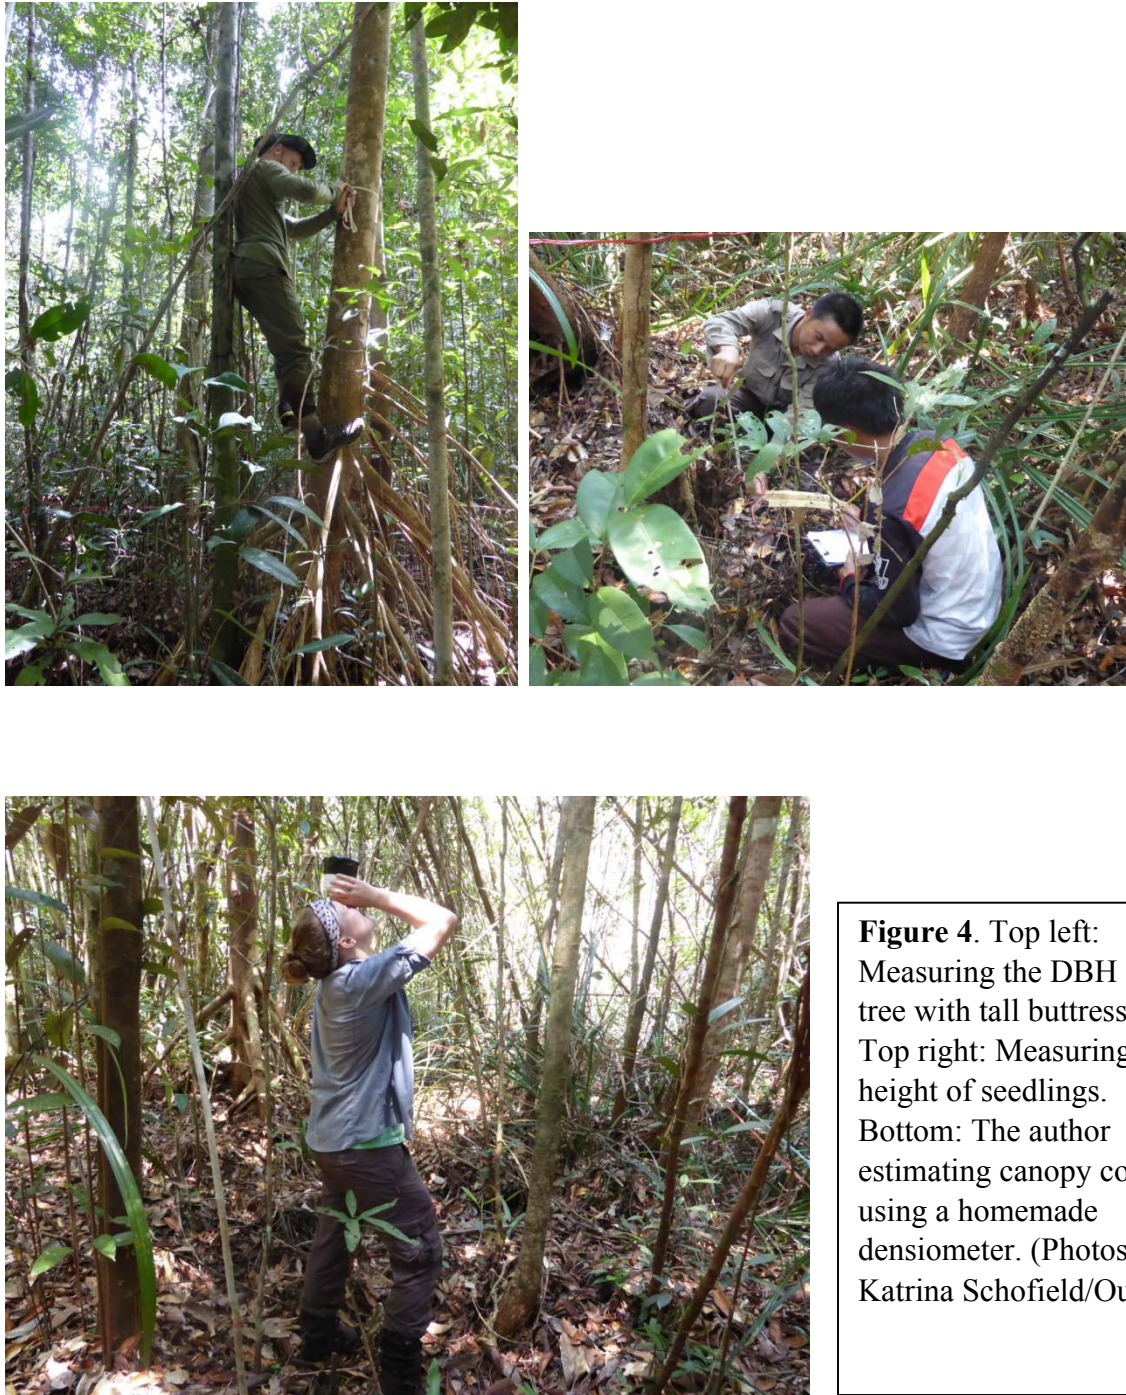 Figure 4. Top left:
Measuring the DBH
tree with tall buttress
Top right: Measuring
height of seedlings.
Bottom: The author
estimating canopy co
using a homemade
densiometer. (Photos
Katrina Schofield/Ou